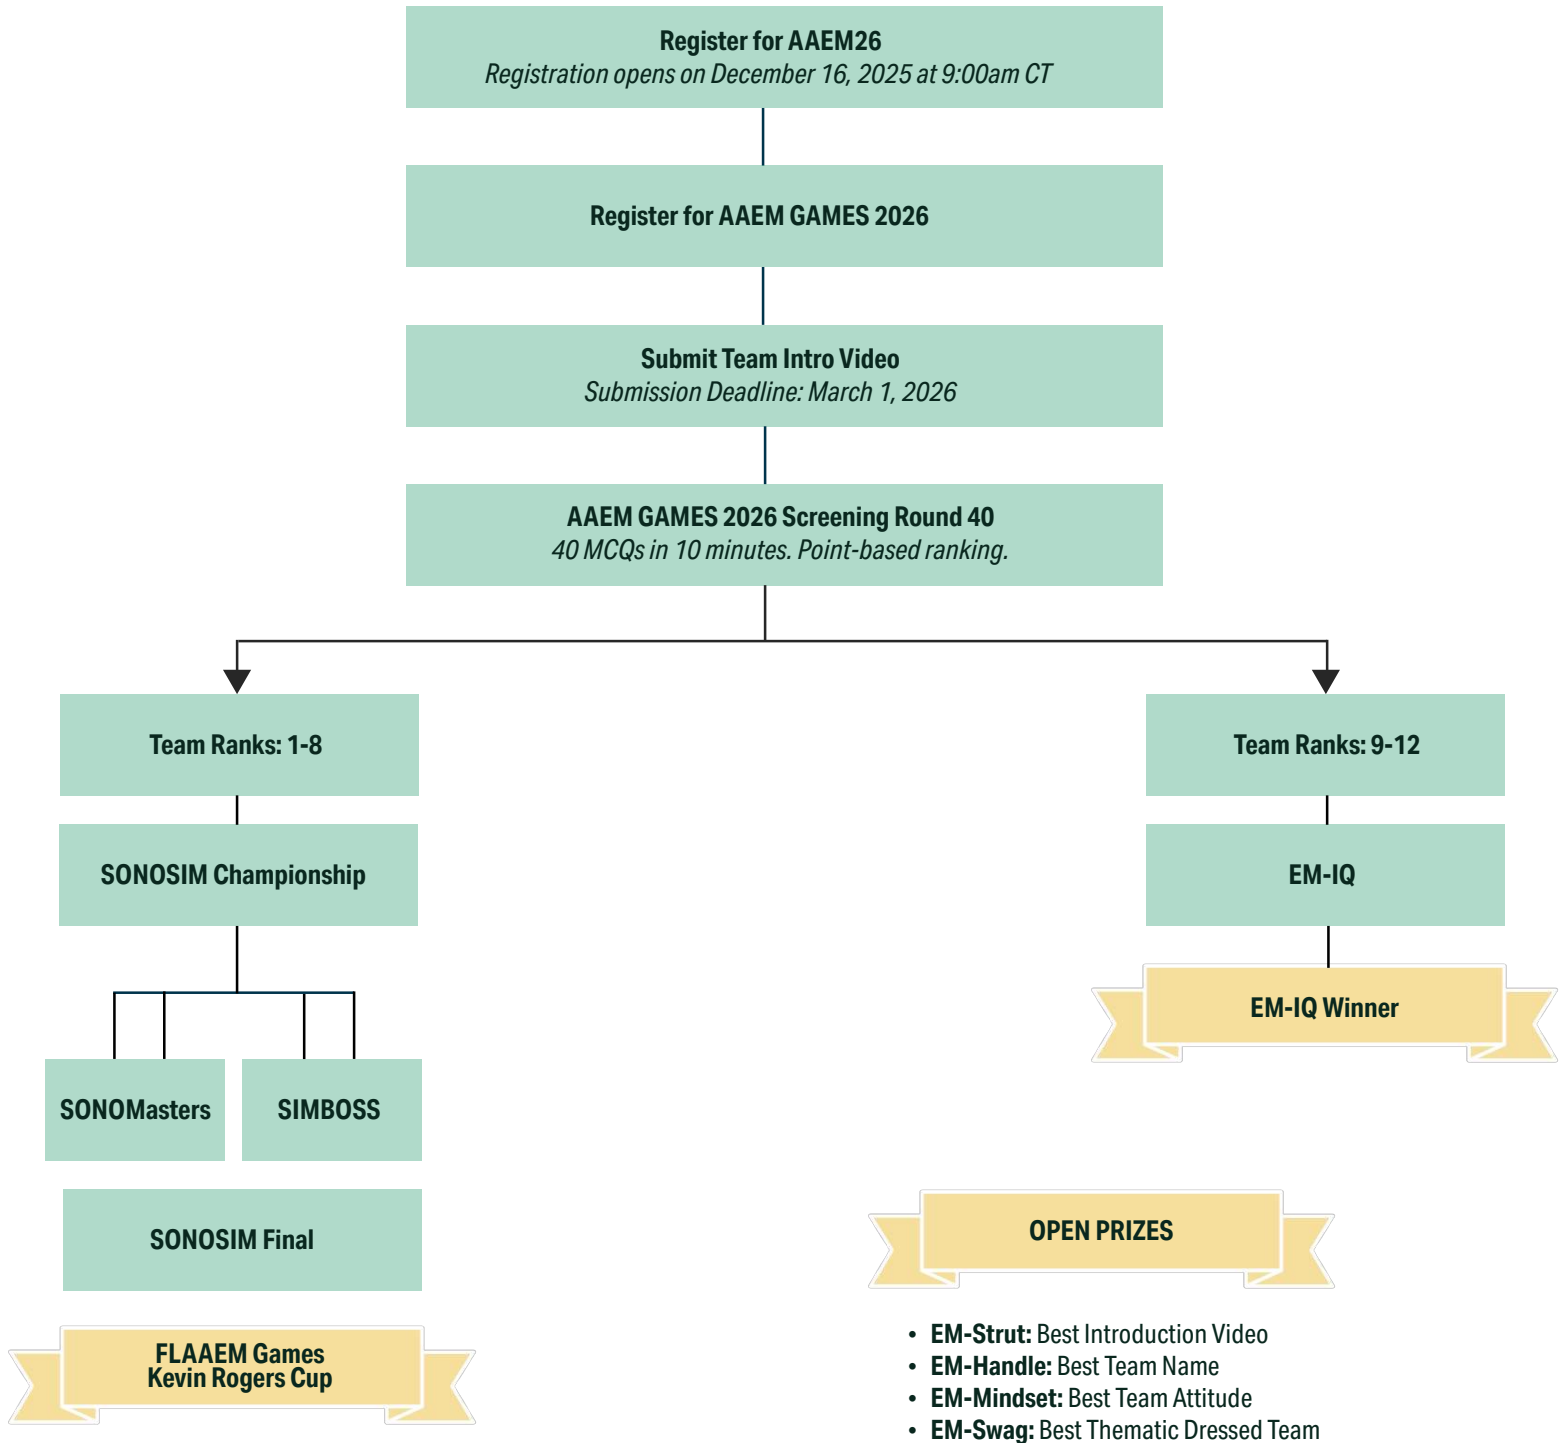 Register for AAEM26
Registration opens on December 16, 2025 at 9:00am CT
Register for AAEM GAMES 2026
Submit Team Intro Video
Submission Deadline: March 1, 2026
AAEM GAMES 2026 Screening Round 40
40 MCQs in 10 minutes. Point-based ranking.
Team Ranks: 1-8
Team Ranks: 9-12
SONOSIM Championship
EM-IQ
EM-IQ Winner
SONOMasters
SIMBOSS
SONOSIM Final
FLAAEM Games
Kevin Rogers Cup
OPEN PRIZES
• EM-Strut: Best Introduction Video
• EM-Handle: Best Team Name
• EM-Mindset: Best Team Attitude
• EM-Swag: Best Thematic Dressed Team